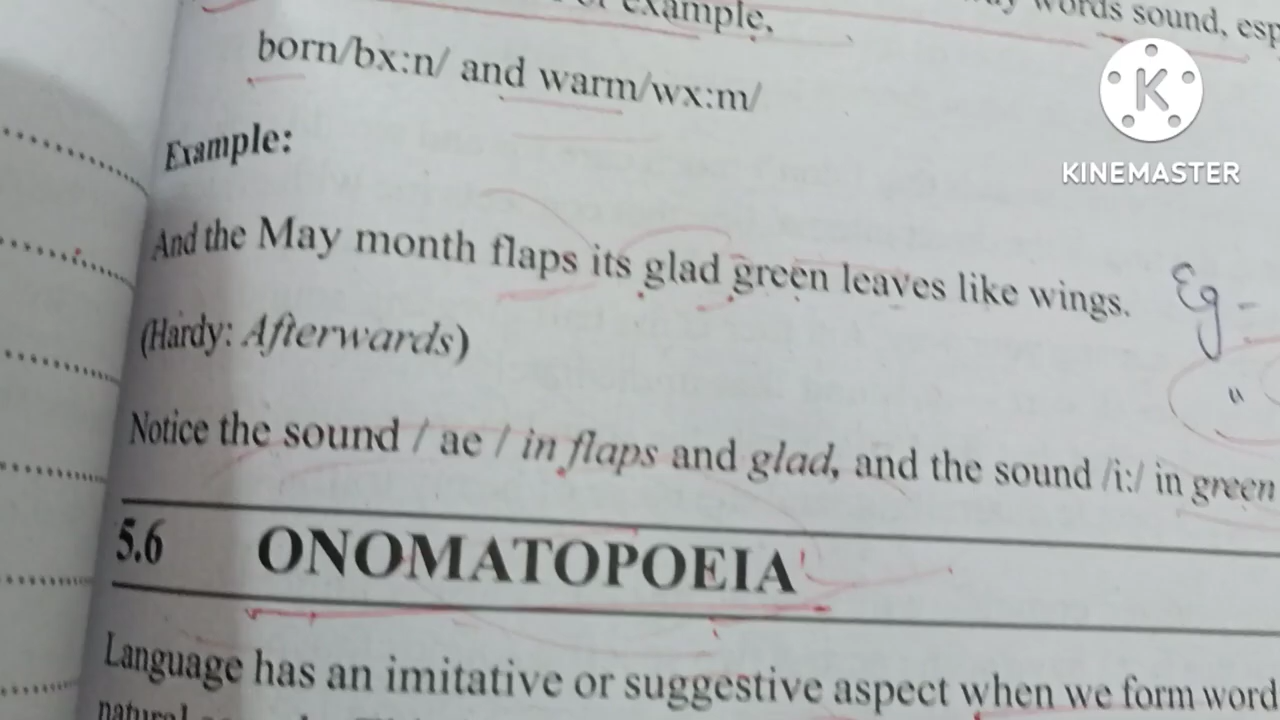 or example,
words sound, esp
born/bx:n/ and warm/wx:m/
K
KINEMASTER
Example:
And the May month flaps its glad green leaves like wings.
Eg -
(Hardy: Afterwards)
"
Notice the sound / ae / in flaps and glad, and the sound /i:/ in green
5.6 ONOMATOPOEIA
Language has an imitative or suggestive aspect when we form word
natural